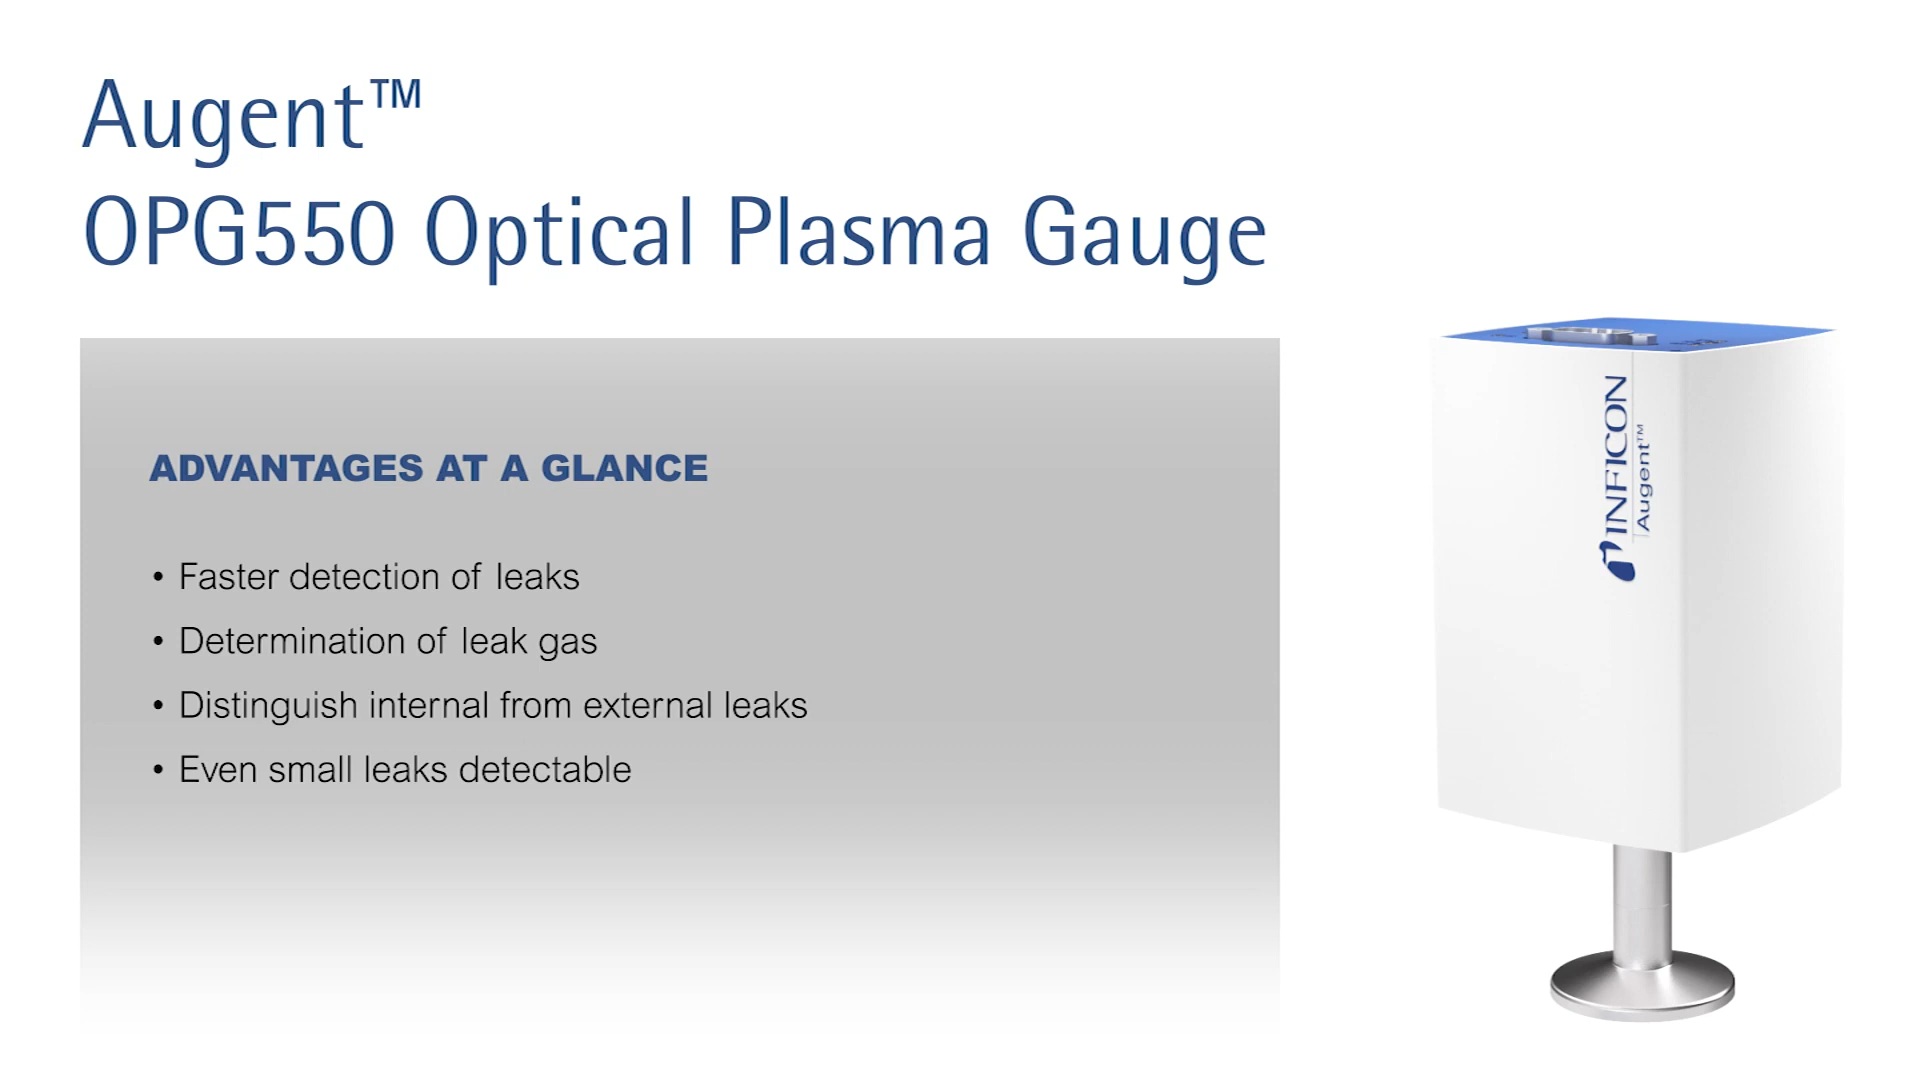 Augent™
OPG550 Optical Plasma Gauge
ADVANTAGES AT A GLANCE
• Faster detection of leaks
• Determination of leak gas
• Distinguish internal from external leaks
• Even small leaks detectable
INFICON
Augent™